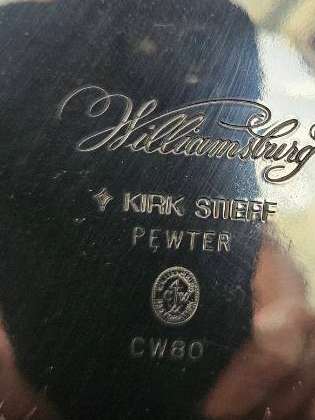 Williamsburg
KIRK STIEFF
PEWTER
CW80